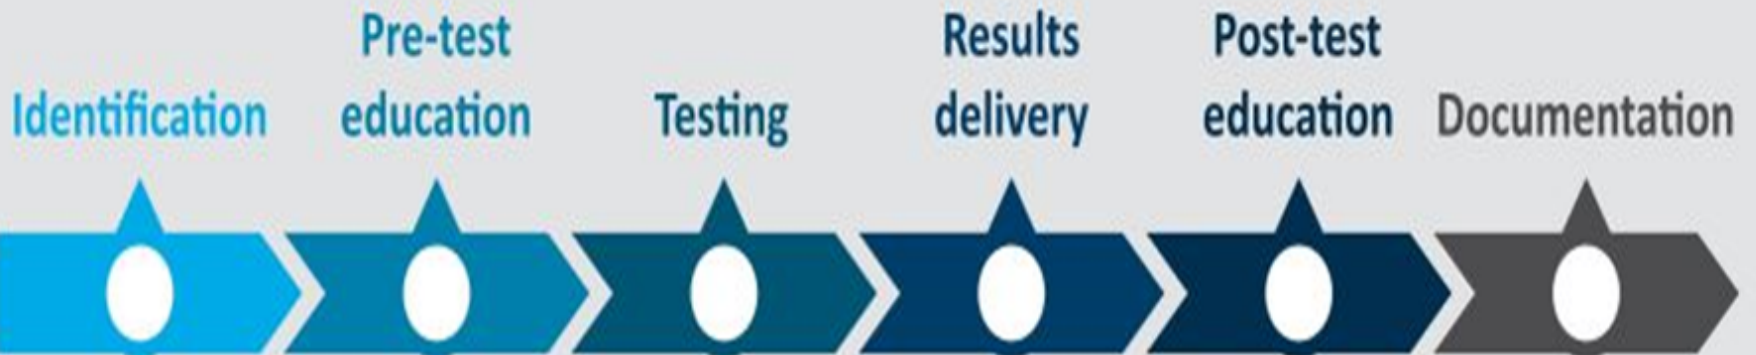 Identification
Pre-test
education
Testing
Results
delivery
Post-test
education
Documentation